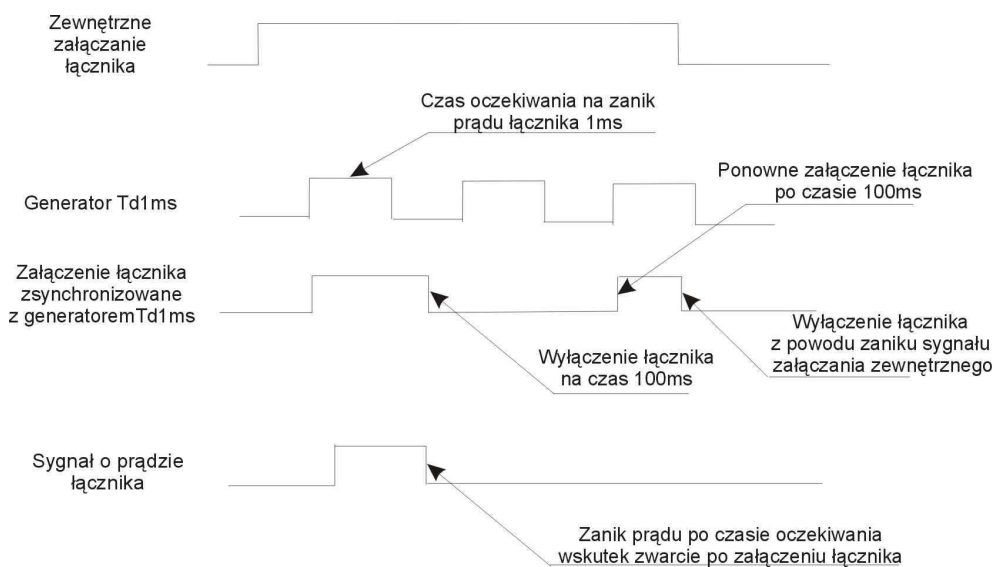 Zewnętrzne
załączanie
łącznika
Czas oczekiwania na zanik
prądu łącznika 1ms
Ponowne załączenie łącznika
po czasie 100ms
Generator Td1ms
Załączenie łącznika
zsynchronizowane
z generatoremTd1ms
Wyłączenie łącznika
z powodu zaniku sygnału
załączania zewnętrznego
Wyłączenie łącznika
na czas 100ms
Sygnał o prądzie
łącznika
Zanik prądu po czasie oczekiwania
wskutek zwarcie po załączeniu łącznika